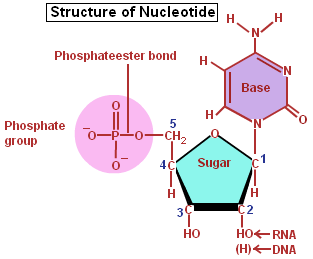 Structure of Nucleotide
H
H
N
Phosphateester bond
H
N
Base
H
N
O
O
Phosphate
group
O
P
O
O
5
CH2
O
Sugar
4
C
C
1
H
H
3
C
C
2
HO
HO
RNA
(H)
DNA